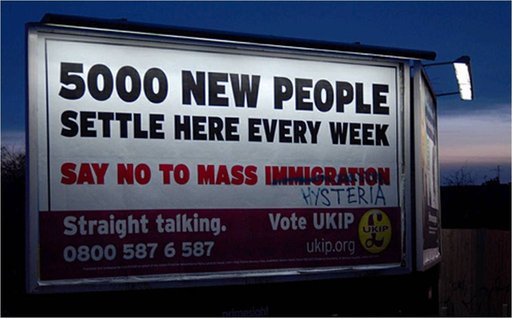 5000 NEW PEOPLE
SETTLE HERE EVERY WEEK
SAY NO TO MASS IMMIGRATION
HYSTERIA
Straight talking. Vote UKIP
0800 587 6 587 ukip.org
UKIP